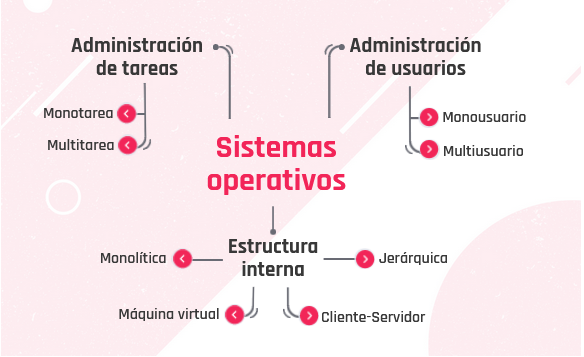 Administración
de tareas
Monotarea
Multitarea
Administración
de usuarios
Monousuario
Multiusuario
Sistemas
operativos
Estructura
interna
Monolítica
Jerárquica
Máquina virtual
Cliente-Servidor